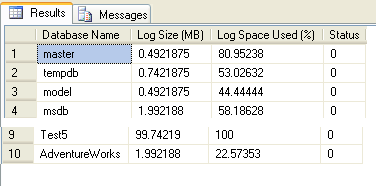 Results Messages
Database Name Log Size (MB) Log Space Used (%) Status
1 master 0.4921875 80.95238 0
2 tempdb 0.7421875 53.02632 0
3 model 0.4921875 44.44444 0
4 msdb 1.992188 58.18628 0
9 Test5 99.74219 100 0
10 AdventureWorks 1.992188 22.57353 0